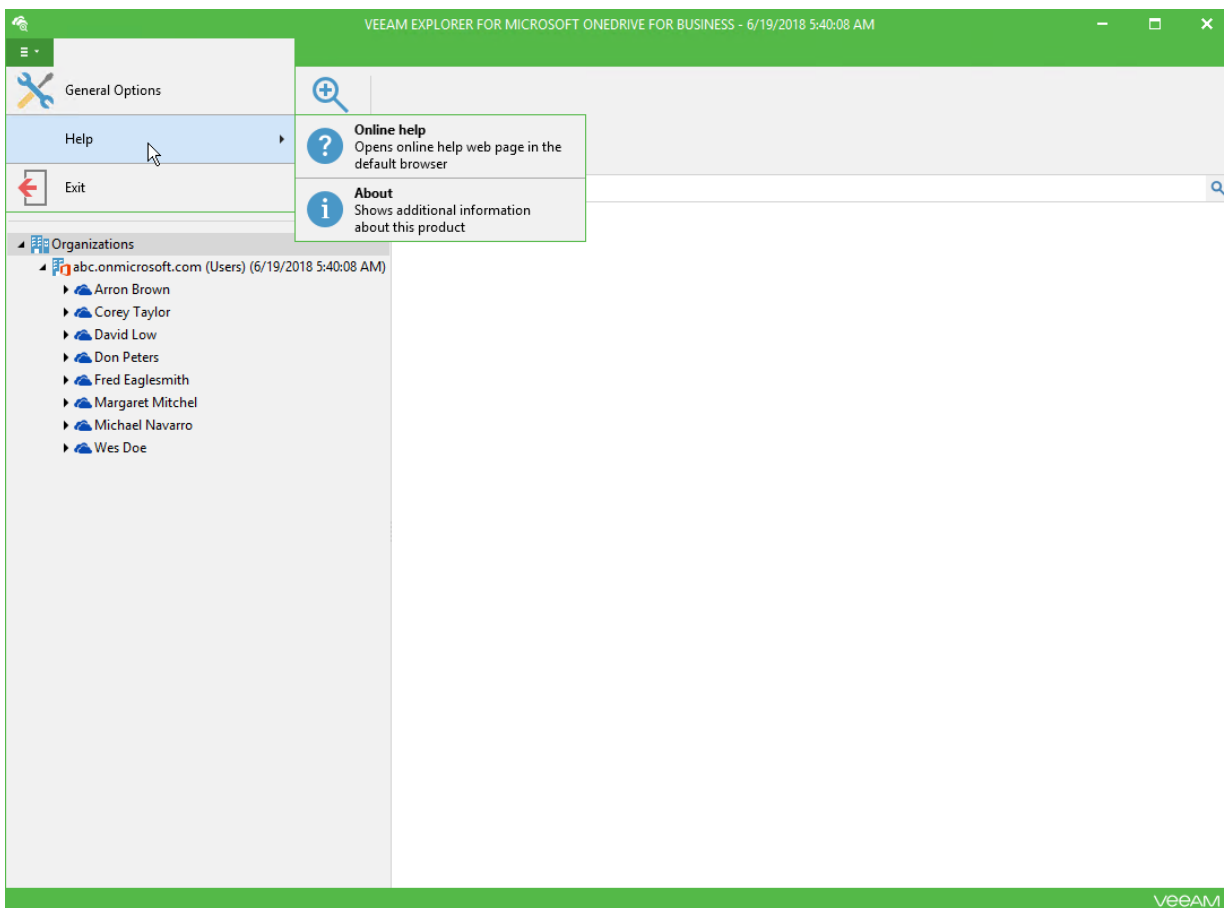 VEEAM EXPLORER FOR MICROSOFT ONEDRIVE FOR BUSINESS - 6/19/2018 5:40:08 AM
General Options
Help
Exit
Online help
Opens online help web page in the
default browser
About
Shows additional information
about this product
Organizations
abc.onmicrosoft.com (Users) (6/19/2018 5:40:08 AM)
Arron Brown
Corey Taylor
David Low
Don Peters
Fred Eaglesmith
Margaret Mitchel
Michael Navarro
Wes Doe
VEEAM